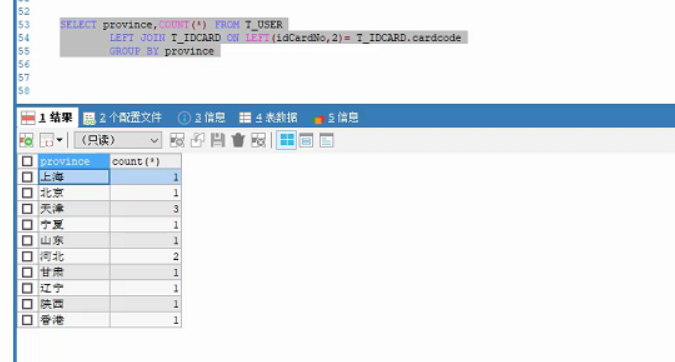 52
53 SELECT province,COUNT(*) FROM T_USER
54 LEFT JOIN T_IDCARD ON LEFT(idCardNo,2)= T_IDCARD.cardcode
55 GROUP BY province
56
57
58
1 结果 2 个配置文件 3 信息 4 表数据 5 信息
(只读)
province count(*)
上海 1
北京 1
天津 3
宁夏 1
山东 1
河北 2
甘肃 1
辽宁 1
陕西 1
香港 1